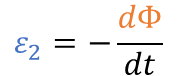 ε₂ = − dΦ/dt